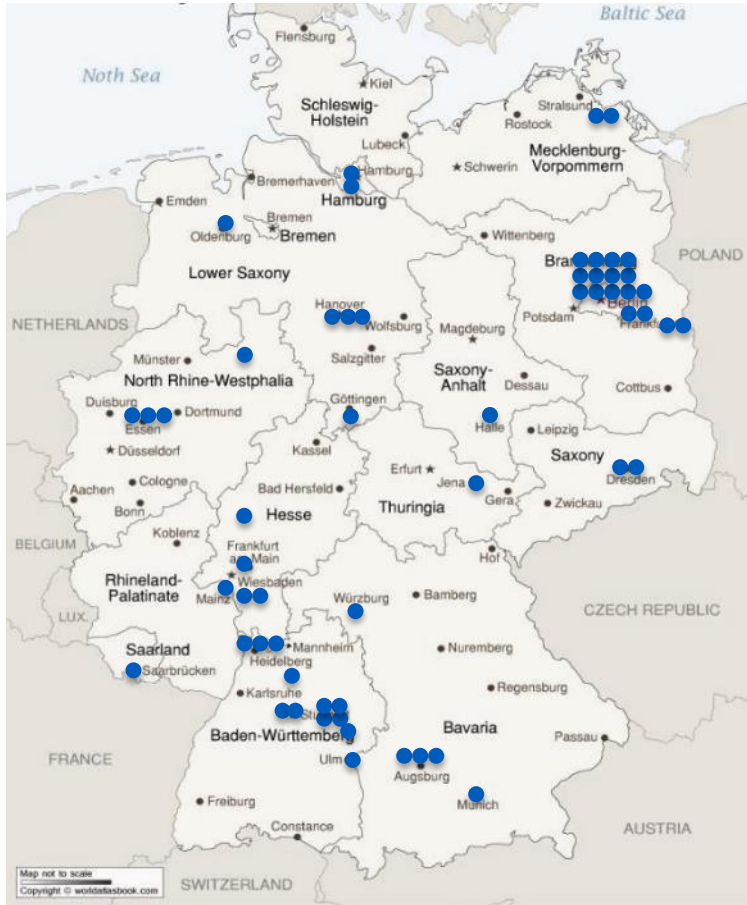 Baltic Sea
Flensburg
Noth Sea
Kiel
Schleswig-
Holstein
Stralsund
Rostock
Lubeck
Mecklenburg-
Vorpommern
Schwerin
Hamburg
Bremerhaven
Hamburg
Emden
Bremen
Bremen
Oldenburg
Wittenberg
POLAND
Lower Saxony
Berlin
Hanover
NETHERLANDS
Wolfsburg
Potsdam
Magdeburg
Münster
Salzgitter
North Rhine-Westphalia
Saxony-
Anhalt
Dessau
Cottbus
Göttingen
Duisburg
Dortmund
Essen
Halle
Leipzig
Düsseldorf
Kassel
Saxony
Erfurt
Dresden
Cologne
Jena
Bad Hersfeld
Gera
Aachen
Bonn
Hesse
Thuringia
Zwickau
Koblenz
BELGIUM
Frankfurt
Hof
Main
Rhineland-
Palatinate
Wiesbaden
Mainz
Würzburg
Bamberg
LUX.
CZECH REPUBLIC
Saarland
Mannheim
Nuremberg
Heidelberg
Saarbrücken
Karlsruhe
Regensburg
Bavaria
Baden-Württemberg
Passau
FRANCE
Ulm
Augsburg
Munich
Freiburg
Constance
AUSTRIA
Map not to scale
Copyright © worldatlasbook.com
SWITZERLAND